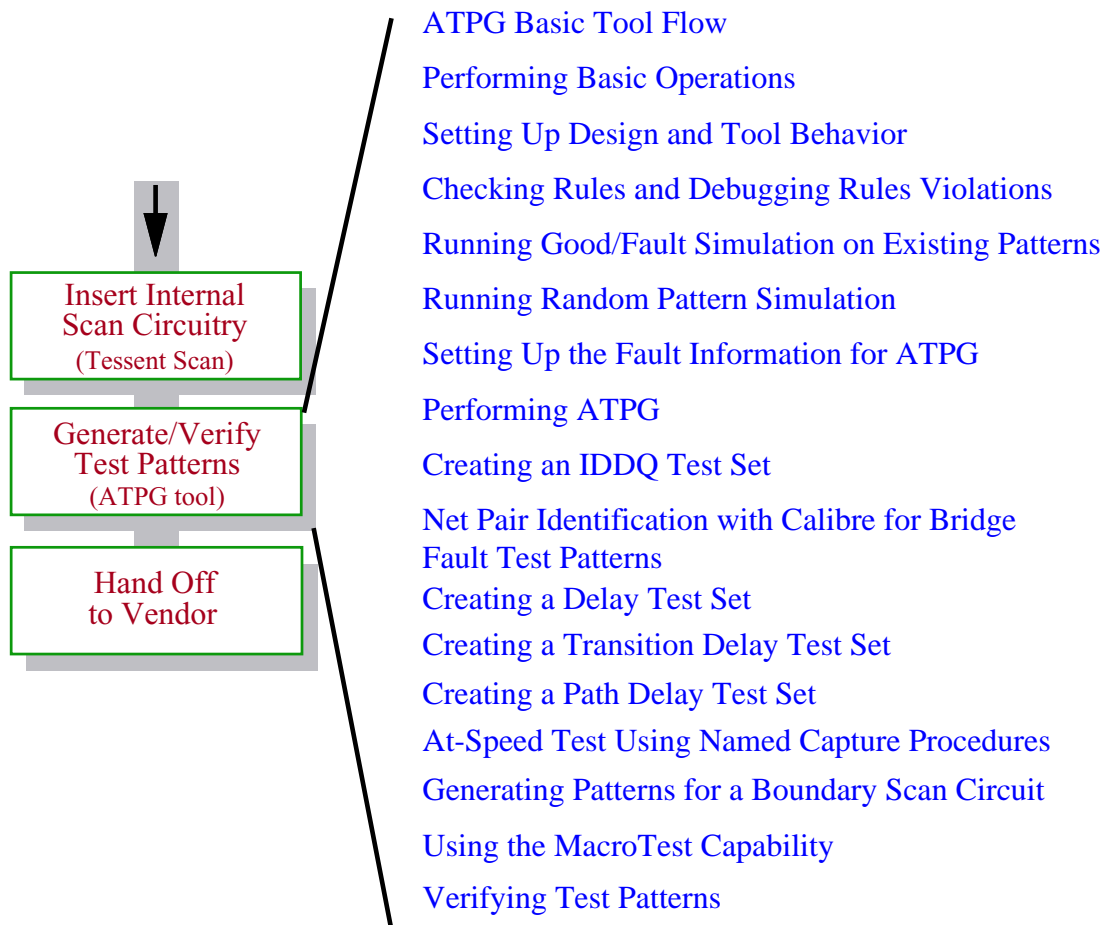 ATPG Basic Tool Flow
Performing Basic Operations
Setting Up Design and Tool Behavior
Checking Rules and Debugging Rules Violations
Running Good/Fault Simulation on Existing Patterns
Running Random Pattern Simulation
Setting Up the Fault Information for ATPG
Performing ATPG
Creating an IDDQ Test Set
Net Pair Identification with Calibre for Bridge
Fault Test Patterns
Creating a Delay Test Set
Creating a Transition Delay Test Set
Creating a Path Delay Test Set
At-Speed Test Using Named Capture Procedures
Generating Patterns for a Boundary Scan Circuit
Using the MacroTest Capability
Verifying Test Patterns
Insert Internal
Scan Circuitry
(Tessent Scan)
Generate/Verify
Test Patterns
(ATPG tool)
Hand Off
to Vendor